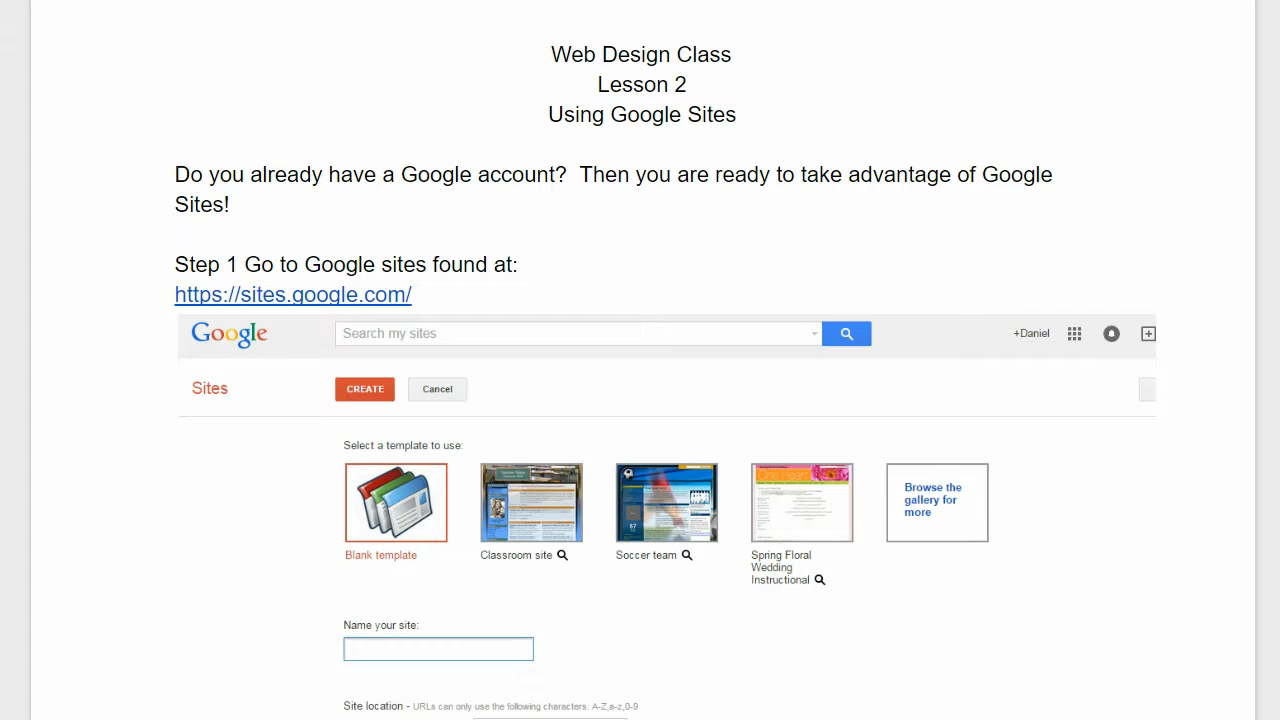 Web Design Class
Lesson 2
Using Google Sites
Do you already have a Google account?  Then you are ready to take advantage of Google
Sites!
Step 1 Go to Google sites found at:
https://sites.google.com/
Google Search my sites +Daniel
Sites CREATE Cancel
Select a template to use:
Browse the
gallery for
more
Blank template Classroom site Soccer team Spring Floral
Wedding
Instructional
Name your site:
Site location - URLs can only use the following characters: A-Z,a-z,0-9